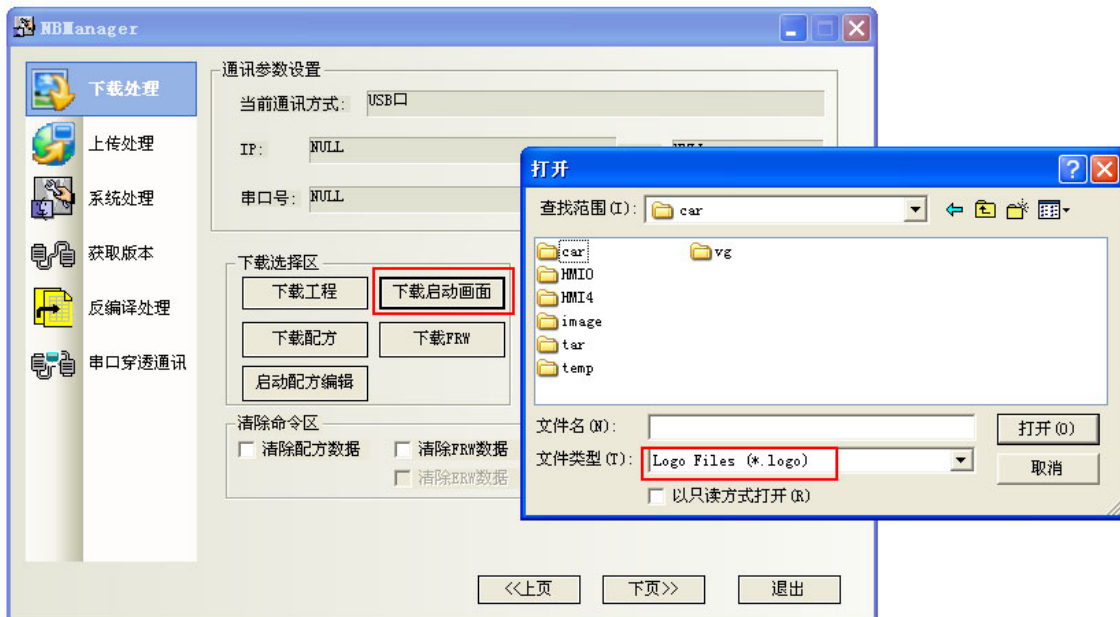 NBManager
下载处理
上传处理
系统处理
获取版本
反编译处理
串口穿透通讯
通讯参数设置
当前通讯方式: USB口
IP: NULL
串口号: NULL
下载选择区
下载工程 下载启动画面
下载配方 下载FRW
启动配方编辑
清除命令区
清除配方数据 清除FRW数据
清除ERW数据
<<上页 下页>> 退出
打开
查找范围(I): car
car vg
HMI0
HMI4
image
tar
temp
文件名(N): 打开(O)
文件类型(T): Logo Files (*.logo) 取消
以只读方式打开(R)